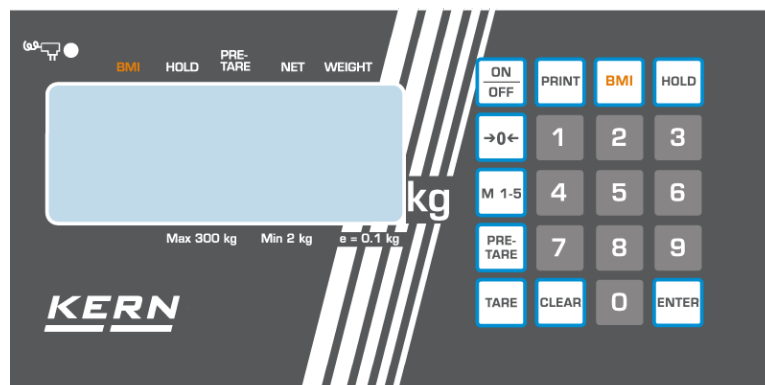 BMI HOLD PRE-TARE NET WEIGHT
kg
Max 300 kg Min 2 kg e = 0.1 kg
KERN
ON OFF PRINT BMI HOLD
→0← 1 2 3
M 1-5 4 5 6
PRE-TARE 7 8 9
TARE CLEAR 0 ENTER